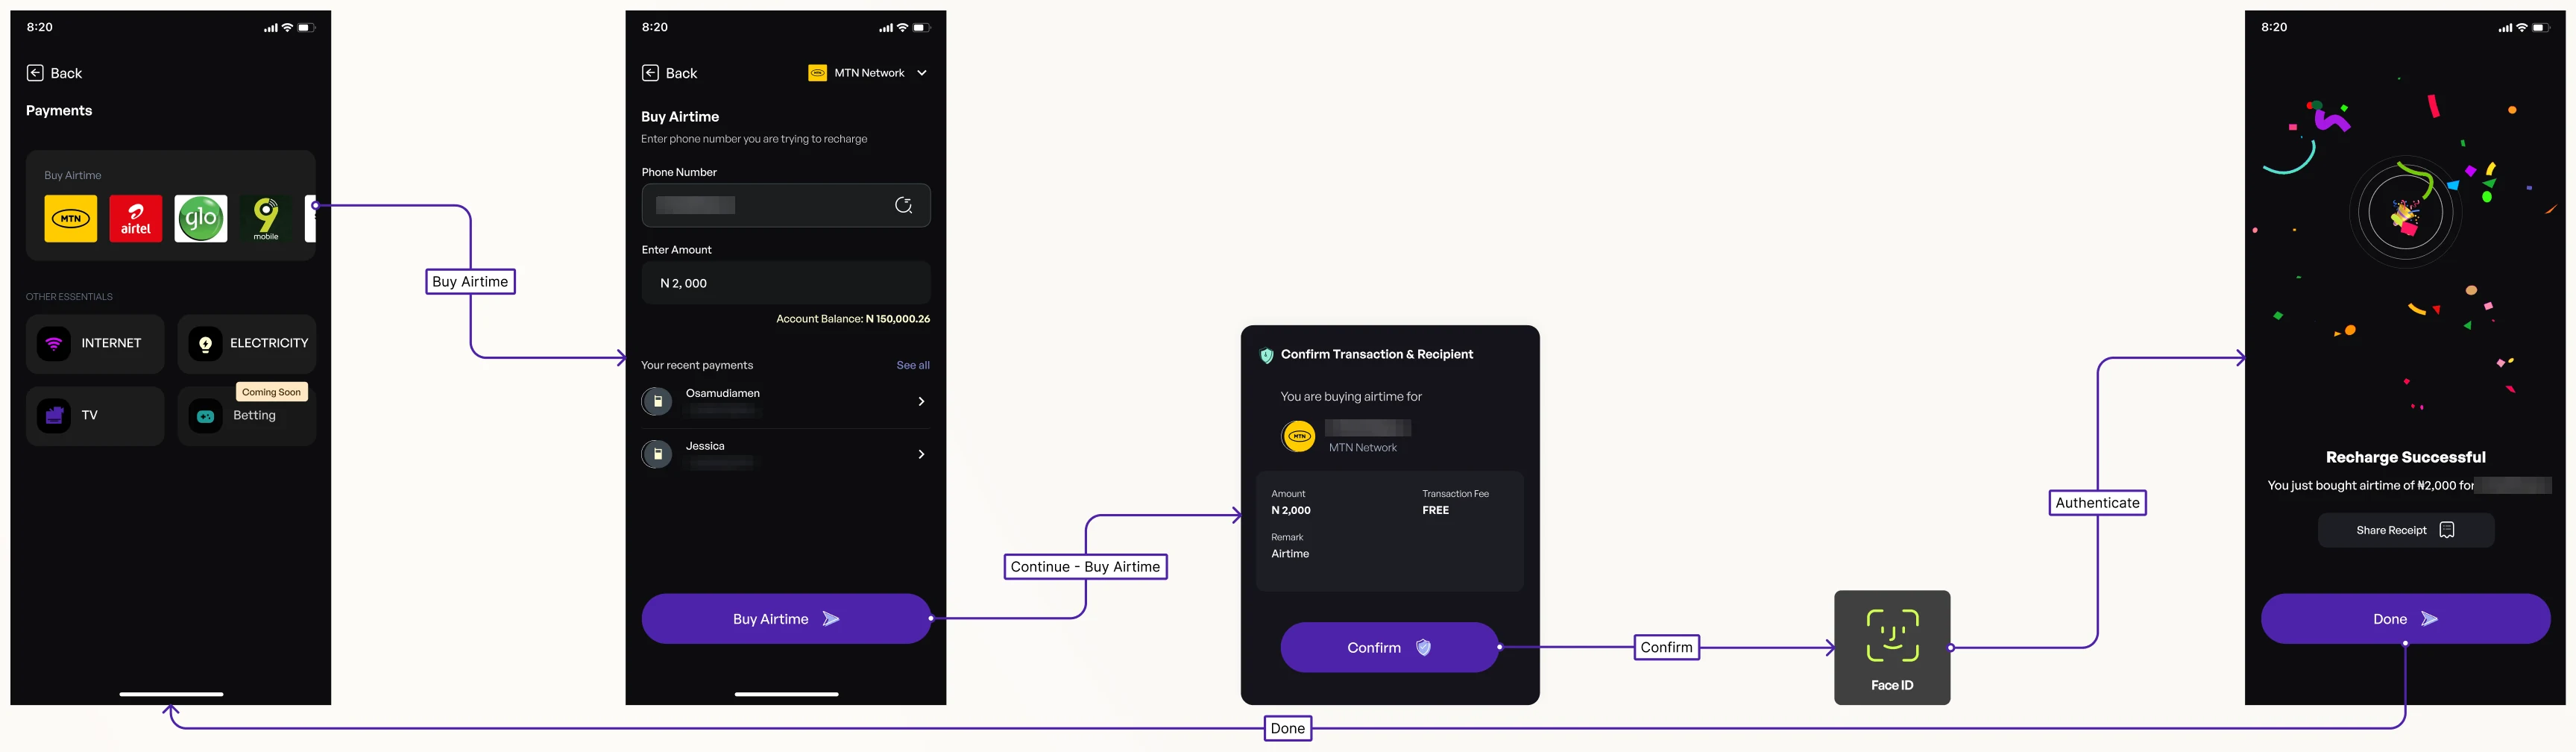 8:20
Back
Payments
Buy Airtime
MTN
airtel
glo
9
mobile
OTHER ESSENTIALS
INTERNET
ELECTRICITY
Coming Soon
TV
Betting
Buy Airtime
8:20
Back
MTN Network
Buy Airtime
Enter phone number you are trying to recharge
Phone Number
Enter Amount
N 2, 000
Account Balance: N 150,000.26
Your recent payments
See all
Osamudiamen
Jessica
Buy Airtime
Continue - Buy Airtime
Confirm Transaction & Recipient
You are buying airtime for
MTN
MTN Network
Amount
Transaction Fee
N 2,000
FREE
Remark
Airtime
Confirm
Confirm
Face ID
Authenticate
8:20
Recharge Successful
You just bought airtime of ₦2,000 for
Share Receipt
Done
Done